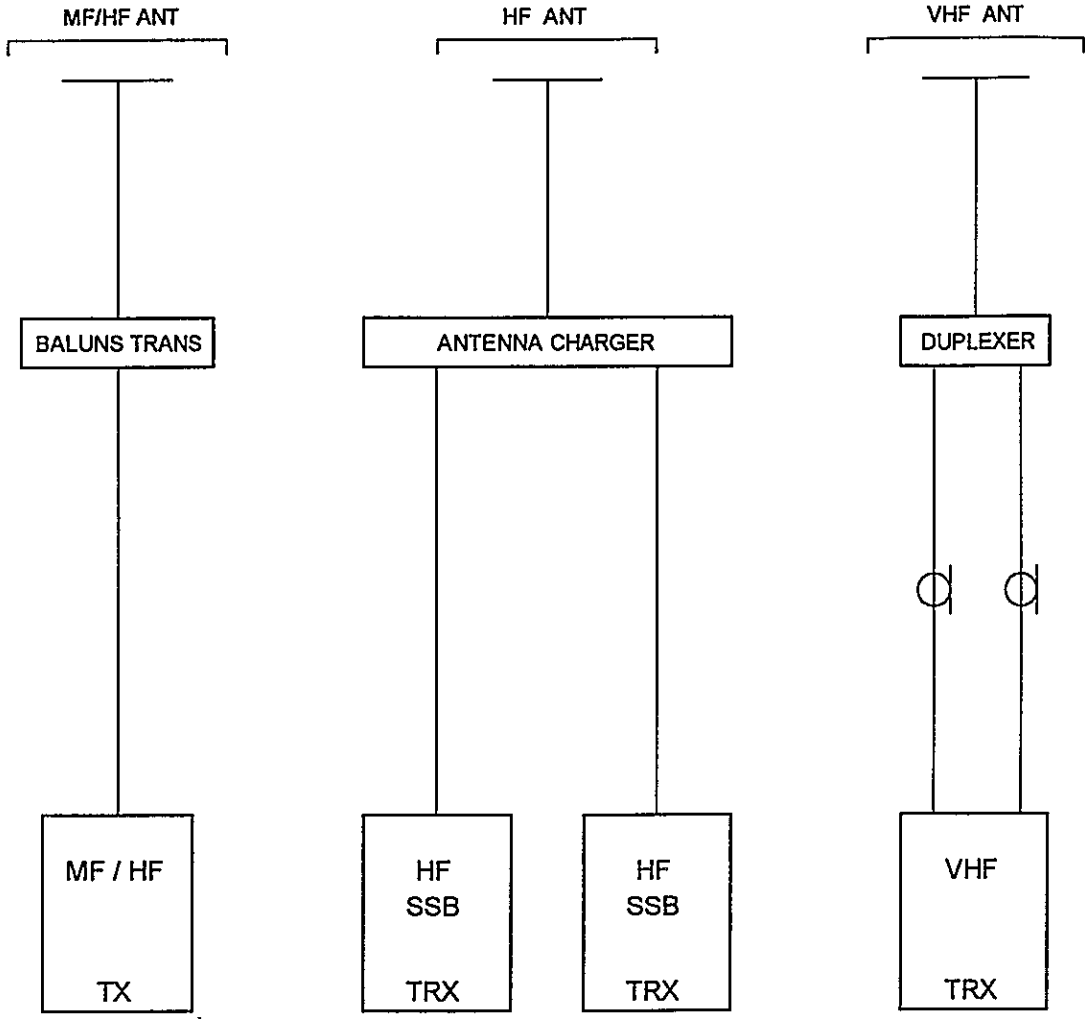 MF/HF ANT
HF ANT
VHF ANT
BALUNS TRANS
ANTENNA CHARGER
DUPLEXER
MF / HF
TX
HF
SSB
TRX
HF
SSB
TRX
VHF
TRX